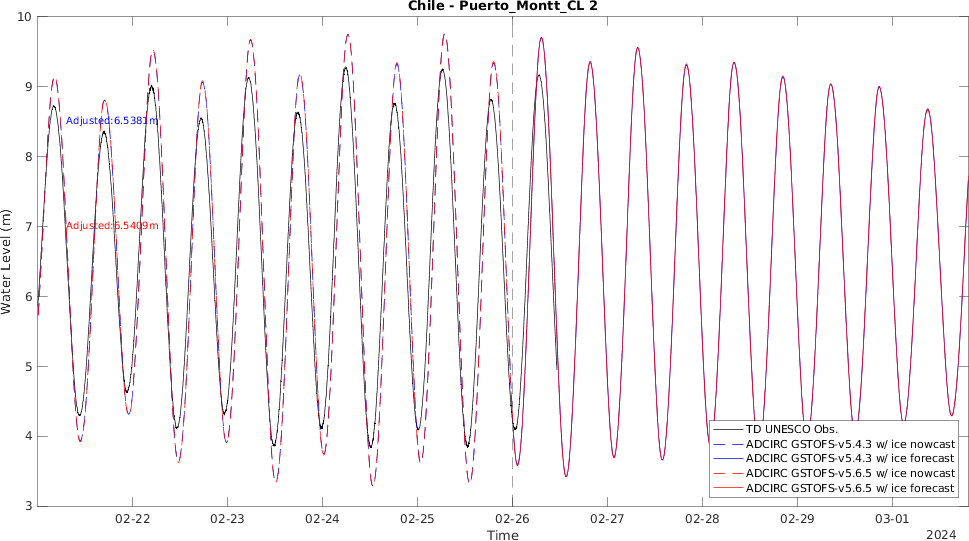 Chile - Puerto_Montt_CL 2
10
9
8
7
6
5
4
3
Water Level (m)
Adjusted:6.5381m
Adjusted:6.5409m
TD UNESCO Obs.
ADCIRC GSTOFS-v5.4.3 w/ ice nowcast
ADCIRC GSTOFS-v5.4.3 w/ ice forecast
ADCIRC GSTOFS-v5.6.5 w/ ice nowcast
ADCIRC GSTOFS-v5.6.5 w/ ice forecast
02-22 02-23 02-24 02-25 02-26 02-27 02-28 02-29 03-01
Time
2024